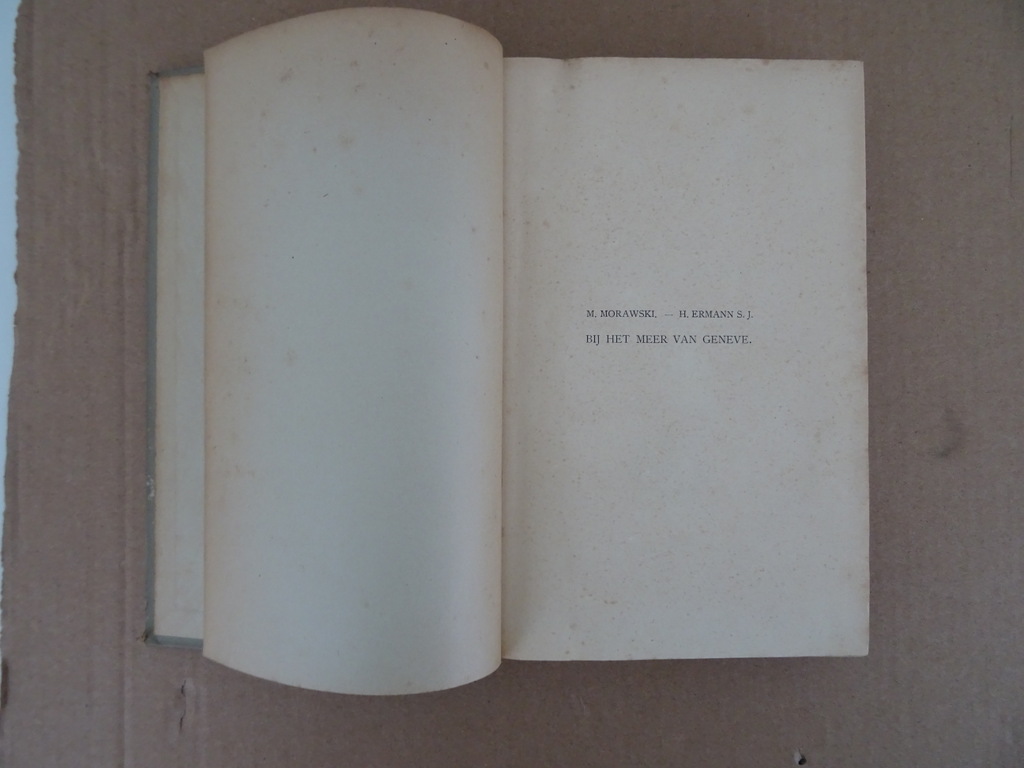 M. MORAWSKI. — H. ERMANN S. J.
BIJ HET MEER VAN GENEVE.